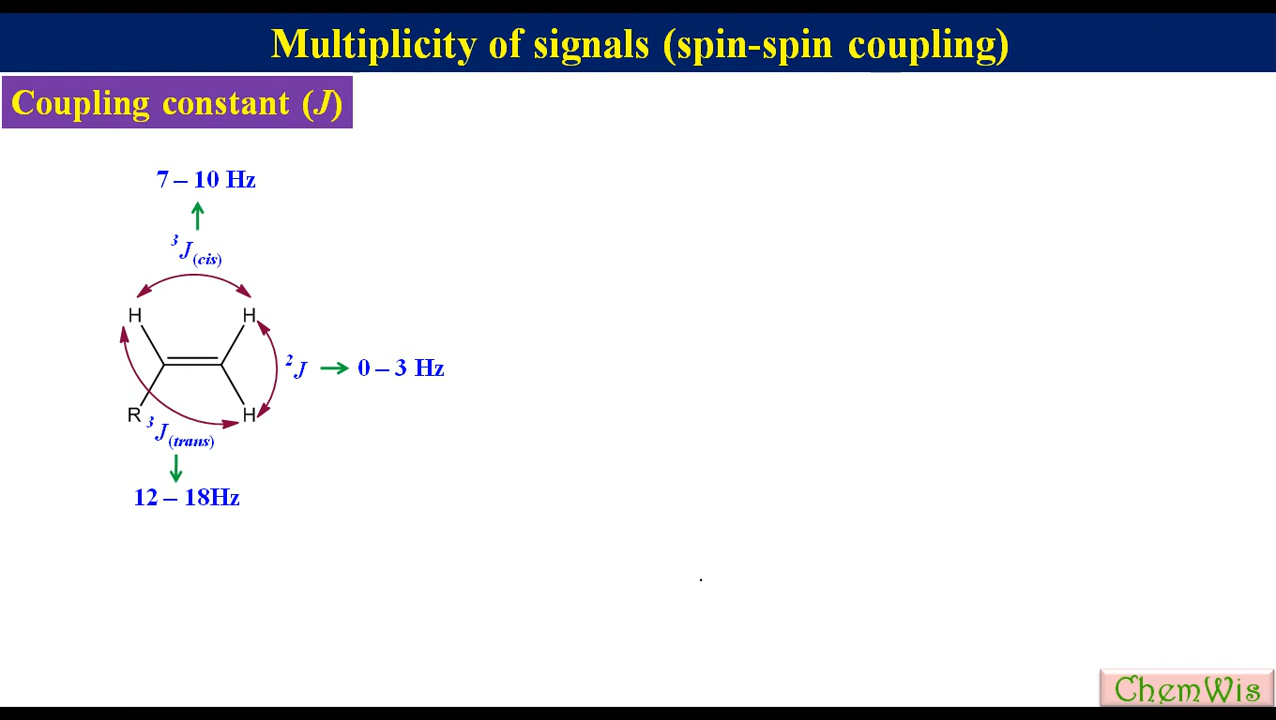 Multiplicity of signals (spin-spin coupling)
Coupling constant (J)
7 – 10 Hz
³J(cis)
H H
²J 0 – 3 Hz
R H
³J(trans)
12 – 18Hz
ChemWis